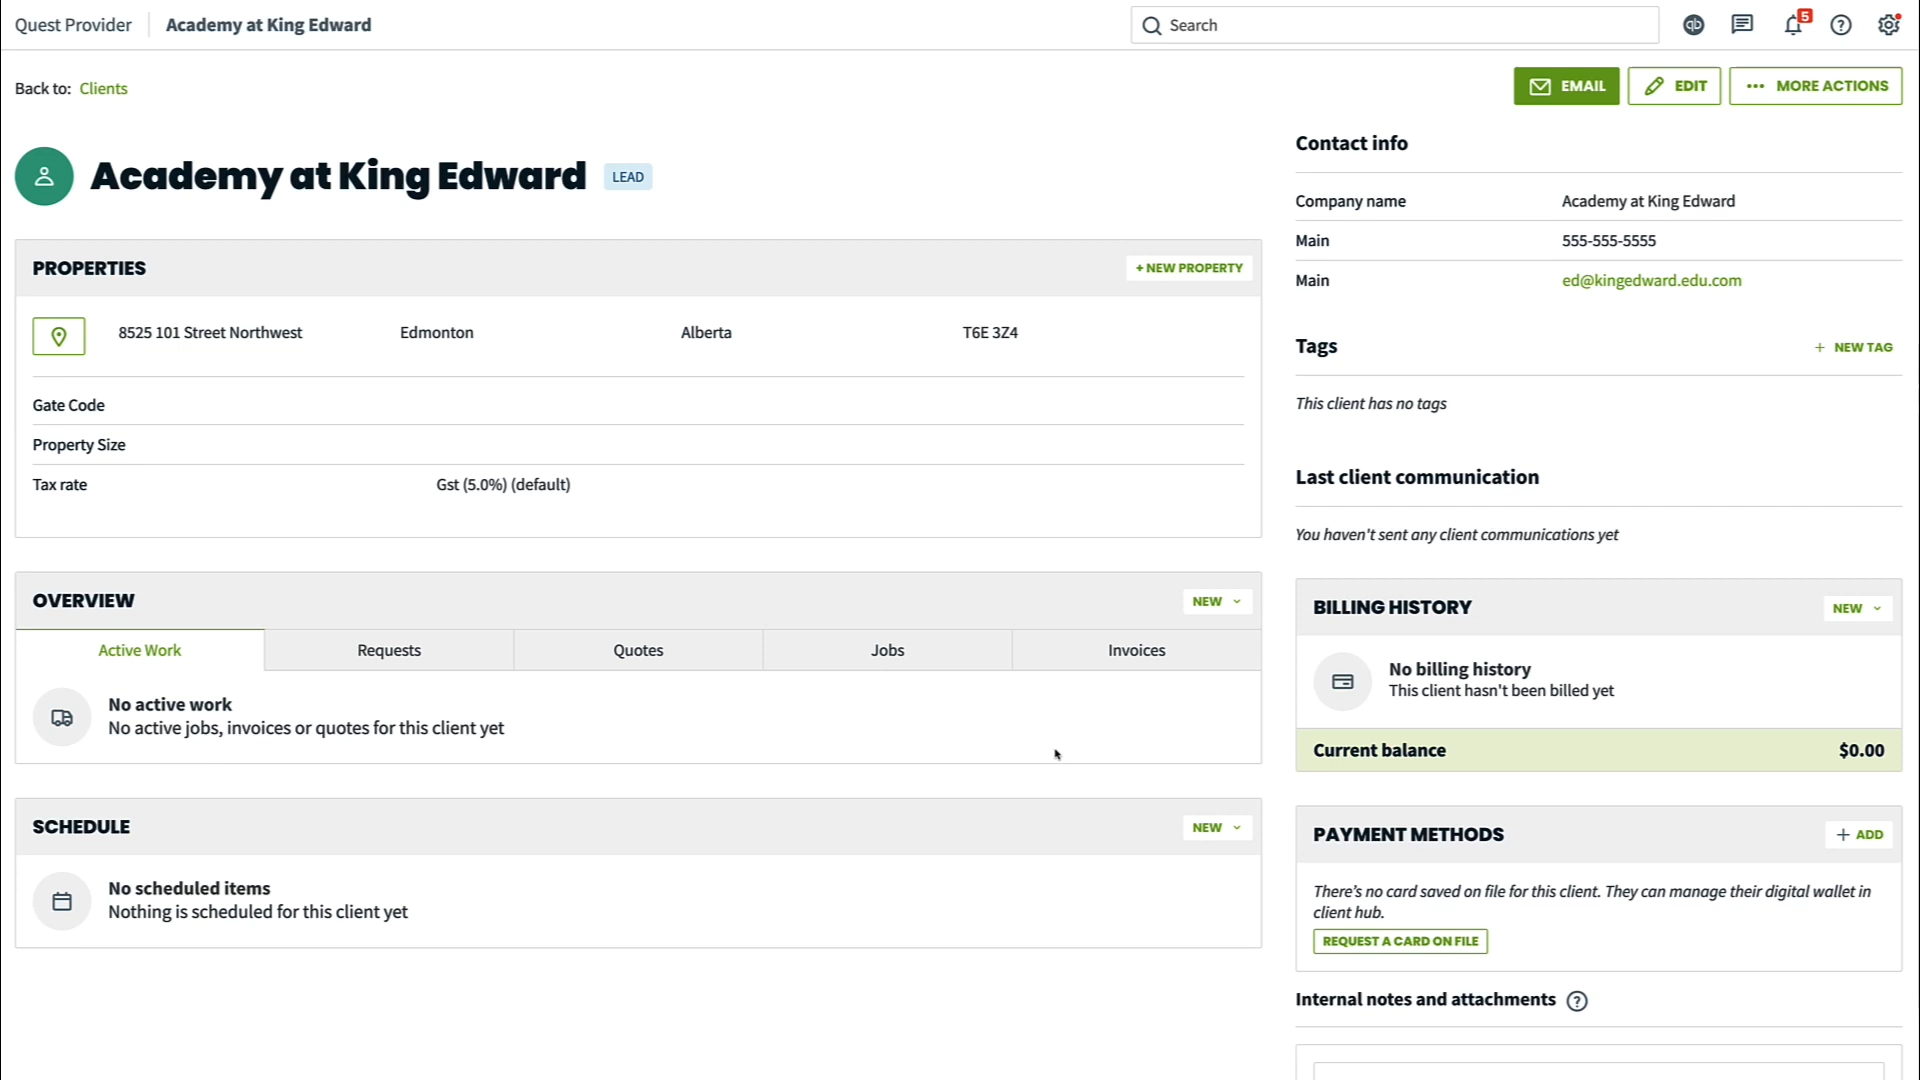 Quest Provider
Academy at King Edward
Search
5
Back to: Clients
EMAIL
EDIT
MORE ACTIONS
Academy at King Edward
LEAD
PROPERTIES
+ NEW PROPERTY
8525 101 Street Northwest
Edmonton
Alberta
T6E 3Z4
Gate Code
Property Size
Tax rate
Gst (5.0%) (default)
OVERVIEW
NEW
Active Work
Requests
Quotes
Jobs
Invoices
No active work
No active jobs, invoices or quotes for this client yet
SCHEDULE
NEW
No scheduled items
Nothing is scheduled for this client yet
Contact info
Company name
Academy at King Edward
Main
555-555-5555
Main
ed@kingedward.edu.com
Tags
+ NEW TAG
This client has no tags
Last client communication
You haven't sent any client communications yet
BILLING HISTORY
NEW
No billing history
This client hasn't been billed yet
Current balance
$0.00
PAYMENT METHODS
+ ADD
There's no card saved on file for this client. They can manage their digital wallet in
client hub.
REQUEST A CARD ON FILE
Internal notes and attachments